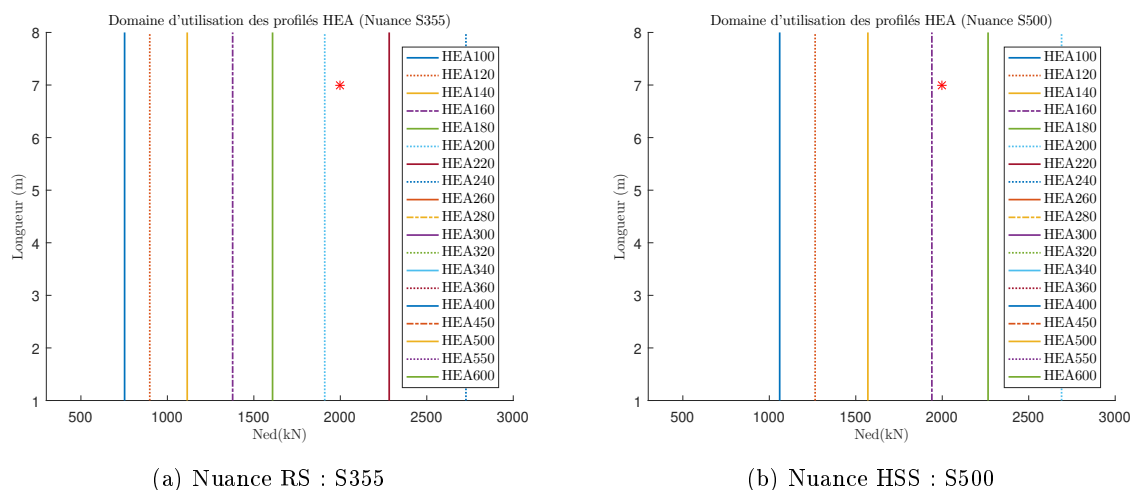 Domaine d'utilisation des profilés HEA (Nuance S355)
8
7
6
5
4
3
2
1
Longueur (m)
500
1000
1500
2000
2500
3000
Ned(kN)
HEA100
HEA120
HEA140
HEA160
HEA180
HEA200
HEA220
HEA240
HEA260
HEA280
HEA300
HEA320
HEA340
HEA360
HEA400
HEA450
HEA500
HEA550
HEA600
(a) Nuance RS : S355
Domaine d'utilisation des profilés HEA (Nuance S500)
8
7
6
5
4
3
2
1
Longueur (m)
500
1000
1500
2000
2500
3000
Ned(kN)
HEA100
HEA120
HEA140
HEA160
HEA180
HEA200
HEA220
HEA240
HEA260
HEA280
HEA300
HEA320
HEA340
HEA360
HEA400
HEA450
HEA500
HEA550
HEA600
(b) Nuance HSS : S500